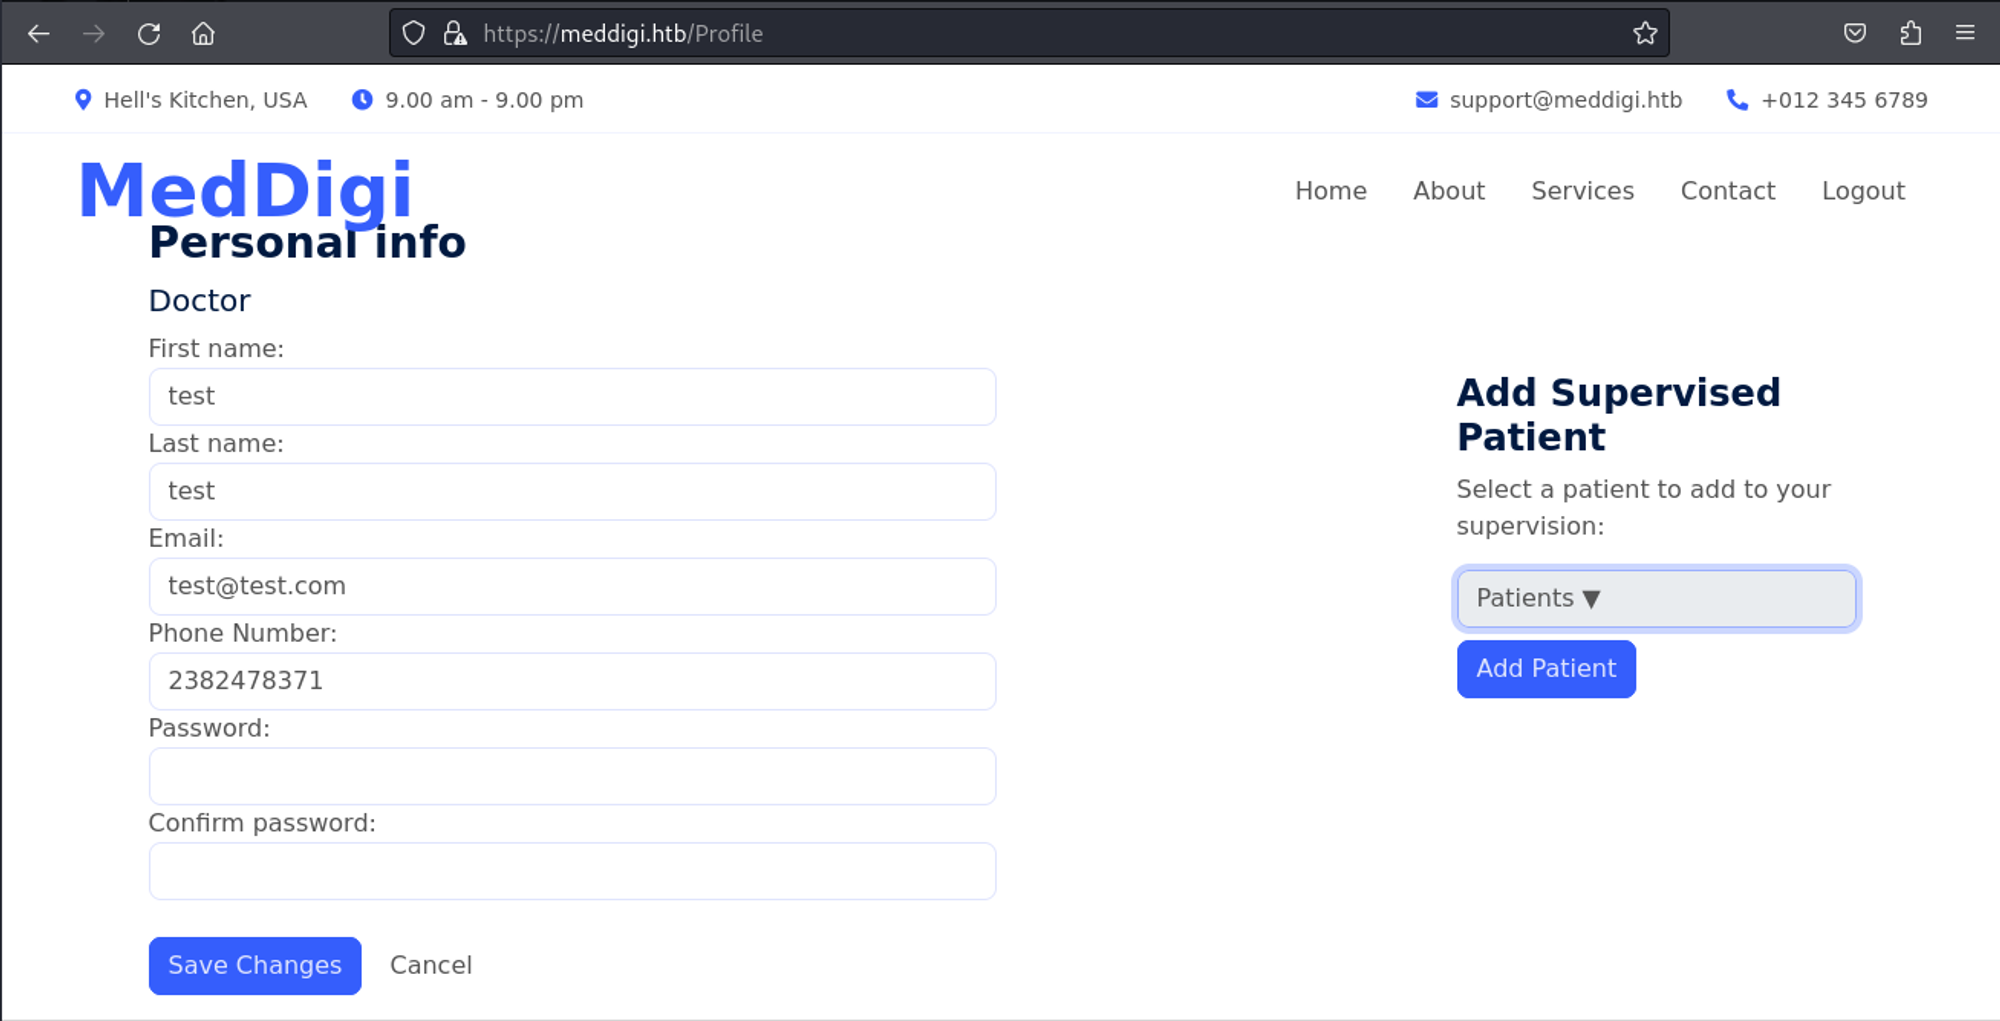 https://meddigi.htb/Profile
Hell's Kitchen, USA 9.00 am - 9.00 pm support@meddigi.htb +012 345 6789
MedDigi
Home About Services Contact Logout
Personal info
Doctor
First name:
test
Last name:
test
Email:
test@test.com
Phone Number:
2382478371
Password:
Confirm password:
Save Changes Cancel
Add Supervised
Patient
Select a patient to add to your
supervision:
Patients ▼
Add Patient